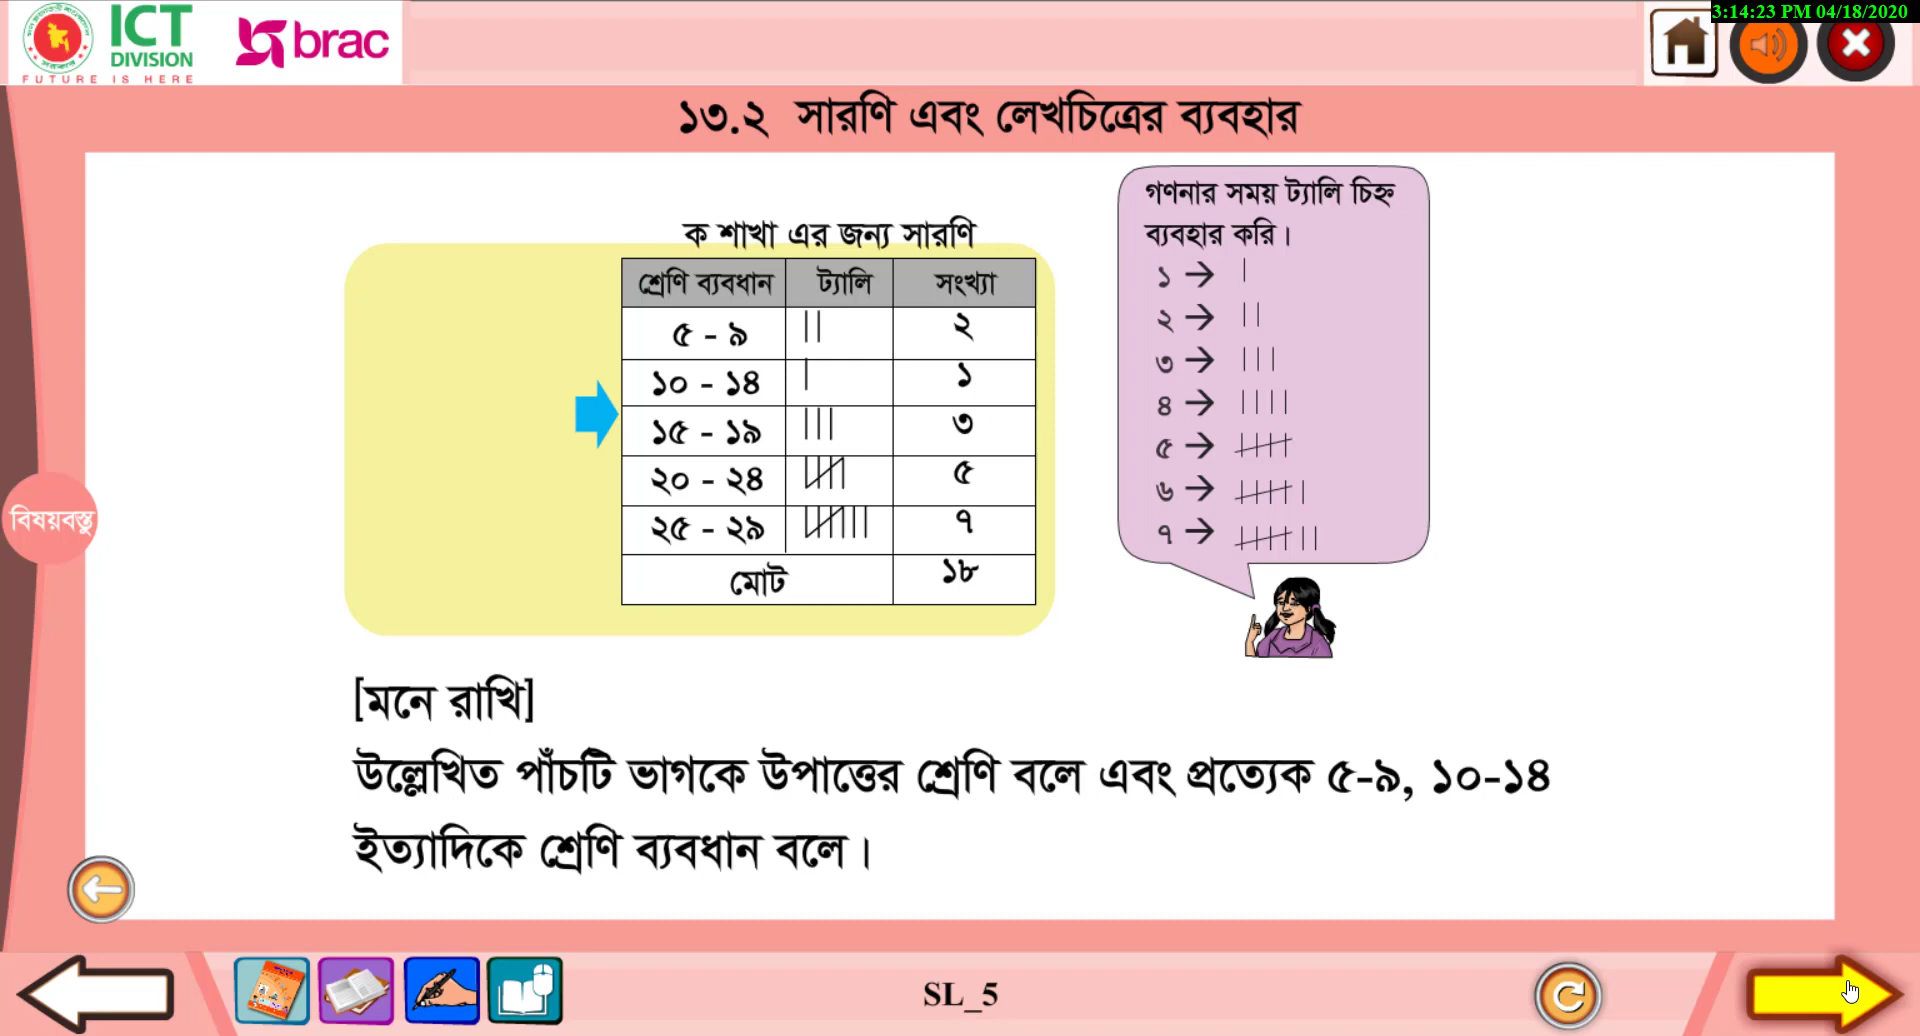 3:14:23 PM 04/18/2020
ICT
DIVISION
FUTURE IS HERE
brac
১৩.২ সারণি এবং লেখচিত্রের ব্যবহার
ক শাখা এর জন্য সারণি
শ্রেণি ব্যবধান ট্যালি সংখ্যা
৫ - ৯ || ২
১০ - ১৪ | ১
১৫ - ১৯ ||| ৩
২০ - ২৪ ৫
২৫ - ২৯ ৭
মোট ১৮
গণনার সময় ট্যালি চিহ্ন
ব্যবহার করি।
১ → |
২ → ||
৩ → |||
৪ → ||||
৫ →
৬ →
৭ →
বিষয়বস্তু
[মনে রাখি]
উল্লেখিত পাঁচটি ভাগকে উপাত্তের শ্রেণি বলে এবং প্রত্যেক ৫-৯, ১০-১৪
ইত্যাদিকে শ্রেণি ব্যবধান বলে।
SL_5